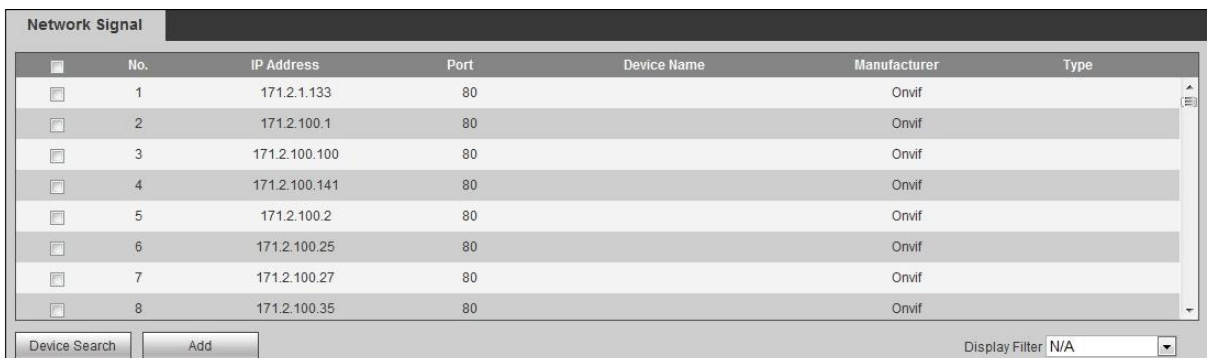 Network Signal
No. IP Address Port Device Name Manufacturer Type
1 171.2.1.133 80 Onvif
2 171.2.100.1 80 Onvif
3 171.2.100.100 80 Onvif
4 171.2.100.141 80 Onvif
5 171.2.100.2 80 Onvif
6 171.2.100.25 80 Onvif
7 171.2.100.27 80 Onvif
8 171.2.100.35 80 Onvif
Device Search Add Display Filter N/A